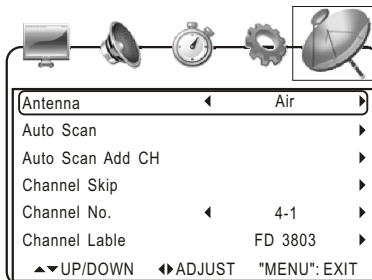 Antenna ◀ Air ▶
Auto Scan ▶
Auto Scan Add CH ▶
Channel Skip ▶
Channel No. ◀ 4-1 ▶
Channel Lable FD 3803 ▶
▲▼UP/DOWN ◀▶ADJUST "MENU": EXIT